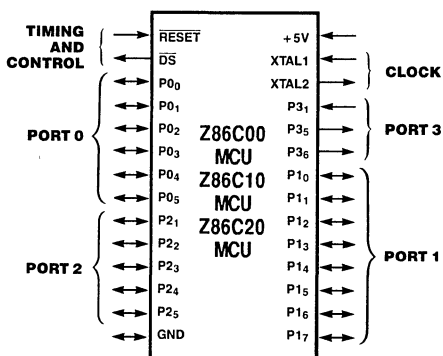 TIMING
AND
CONTROL
RESET
DS
PORT 0
P0₀
P0₁
P0₂
P0₃
P0₄
P0₅
PORT 2
P2₁
P2₂
P2₃
P2₄
P2₅
GND
Z86C00
MCU
Z86C10
MCU
Z86C20
MCU
+5V
XTAL1
XTAL2
CLOCK
P3₁
P3₅
P3₆
PORT 3
P1₀
P1₁
P1₂
P1₃
P1₄
P1₅
P1₆
P1₇
PORT 1